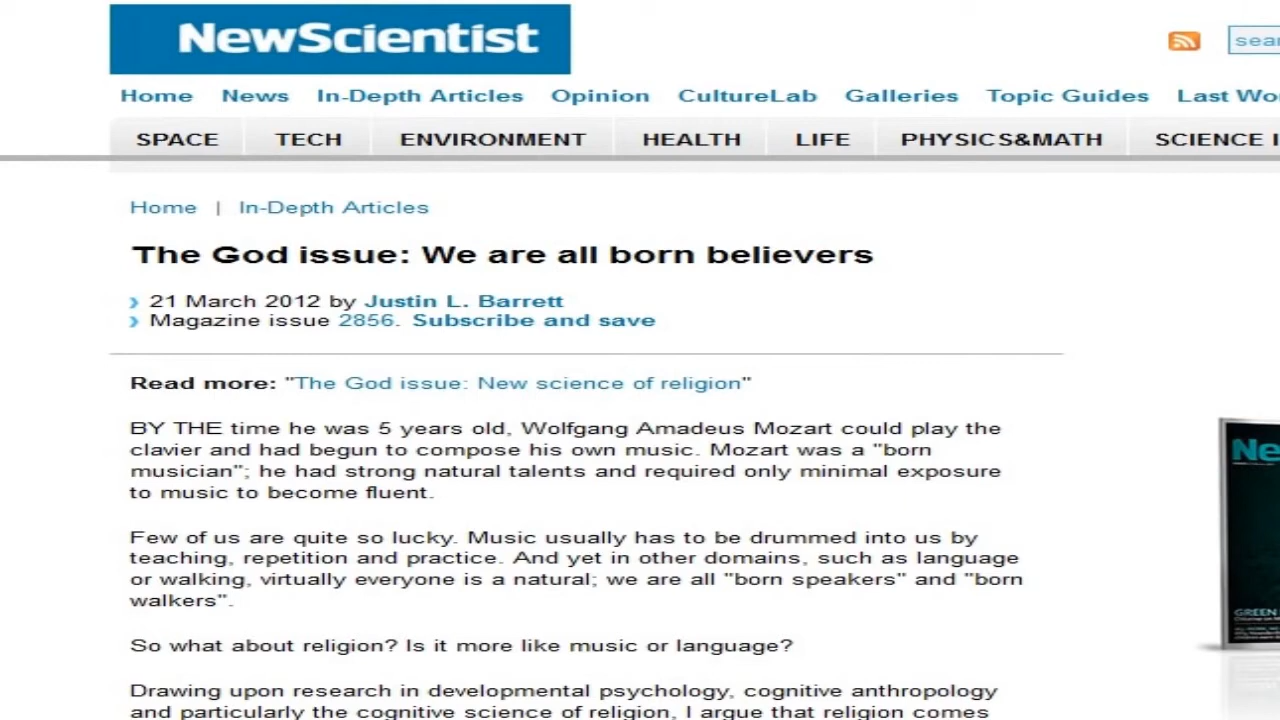 NewScientist
sear
Home News In-Depth Articles Opinion CultureLab Galleries Topic Guides Last Wo
SPACE TECH ENVIRONMENT HEALTH LIFE PHYSICS&MATH SCIENCE I
Home | In-Depth Articles
The God issue: We are all born believers
21 March 2012 by Justin L. Barrett
Magazine issue 2856. Subscribe and save
Read more: "The God issue: New science of religion"
BY THE time he was 5 years old, Wolfgang Amadeus Mozart could play the
clavier and had begun to compose his own music. Mozart was a "born
musician"; he had strong natural talents and required only minimal exposure
to music to become fluent.
Few of us are quite so lucky. Music usually has to be drummed into us by
teaching, repetition and practice. And yet in other domains, such as language
or walking, virtually everyone is a natural; we are all "born speakers" and "born
walkers".
So what about religion? Is it more like music or language?
Drawing upon research in developmental psychology, cognitive anthropology
and particularly the cognitive science of religion, I argue that religion comes
Ne
GREEN